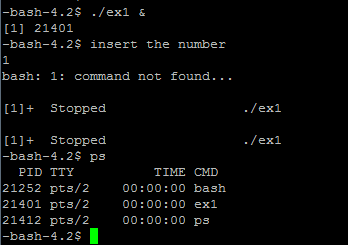 -bash-4.2$ ./ex1 &
[1] 21401
-bash-4.2$ insert the number
1
bash: 1: command not found...

[1]+  Stopped                 ./ex1

[1]+  Stopped                 ./ex1
-bash-4.2$ ps
  PID TTY          TIME CMD
21252 pts/2    00:00:00 bash
21401 pts/2    00:00:00 ex1
21412 pts/2    00:00:00 ps
-bash-4.2$